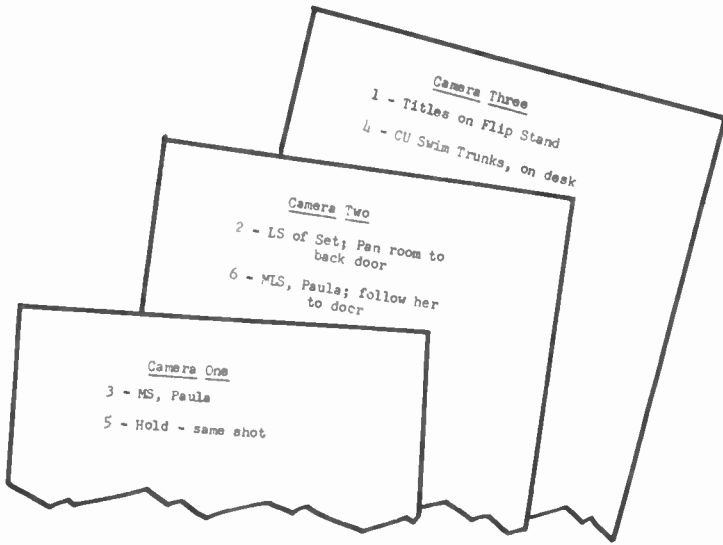 Camera Three
1 - Titles on Flip Stand
4 - CU Swim Trunks, on desk
Camera Two
2 - LS of Set; Pan room to
back door
6 - MLS, Paula; follow her
to door
Camera One
3 - MS, Paula
5 - Hold - same shot